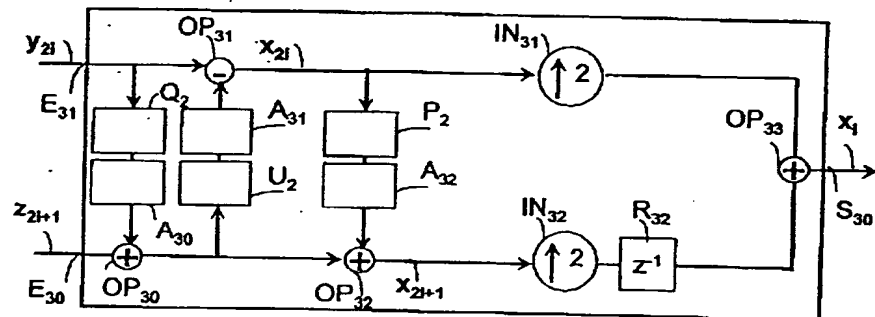 OP₃₁
IN₃₁
y₂ᵢ
x₂ᵢ
↑ 2
E₃₁
Q₂
A₃₁
P₂
OP₃₃
xᵢ
U₂
A₃₂
z₂ᵢ₊₁
A₃₀
IN₃₂
R₃₂
S₃₀
↑ 2
z⁻¹
E₃₀
OP₃₀
OP₃₂
x₂ᵢ₊₁